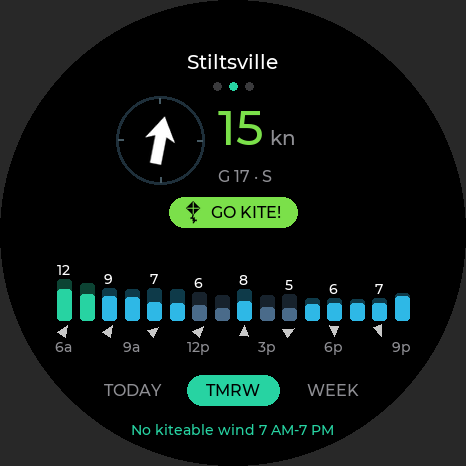 Stiltsville
15 kn
G 17 · S
GO KITE!
12 9 7 6 8 5 6 7
6a 9a 12p 3p 6p 9p
TODAY TMRW WEEK
No kiteable wind 7 AM-7 PM